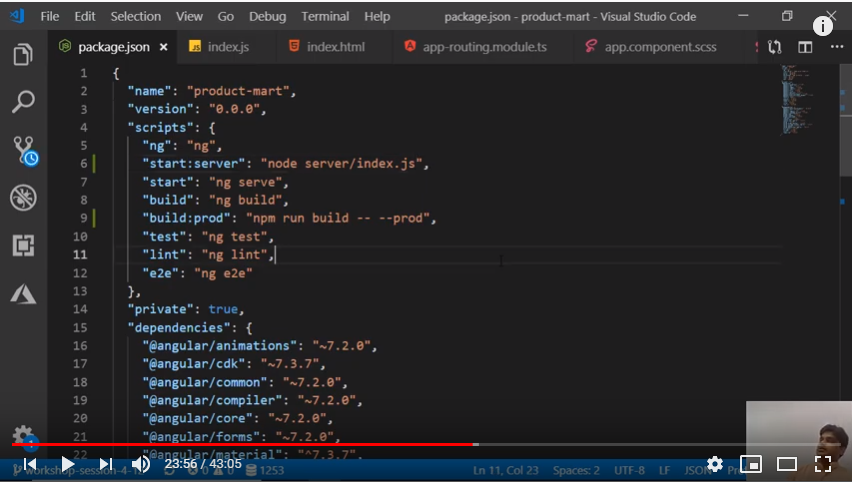 File Edit Selection View Go Debug Terminal Help package.json - product-mart - Visual Studio Code
package.json index.js index.html app-routing.module.ts app.component.scss
1 {
2 "name": "product-mart",
3 "version": "0.0.0",
4 "scripts": {
5 "ng": "ng",
6 "start:server": "node server/index.js",
7 "start": "ng serve",
8 "build": "ng build",
9 "build:prod": "npm run build -- --prod",
10 "test": "ng test",
11 "lint": "ng lint",
12 "e2e": "ng e2e"
13 },
14 "private": true,
15 "dependencies": {
16 "@angular/animations": "~7.2.0",
17 "@angular/cdk": "~7.3.7",
18 "@angular/common": "~7.2.0",
19 "@angular/compiler": "~7.2.0",
20 "@angular/core": "~7.2.0",
21 "@angular/forms": "~7.2.0",
22 "@angular/material": "^7.3.7",
23:56 / 43:05
workshop-session-4-1 0 0 1253 Ln 11, Col 23 Spaces: 2 UTF-8 LF JSON